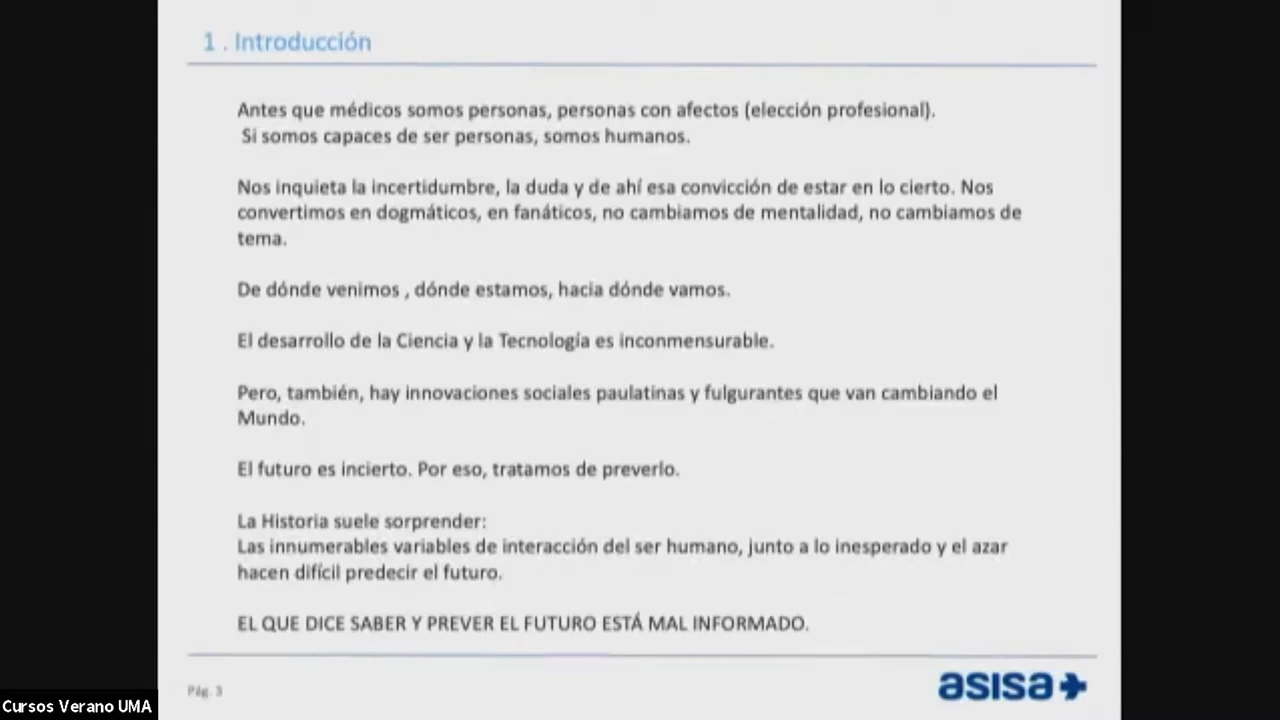 1 . Introducción
Antes que médicos somos personas, personas con afectos (elección profesional).
Si somos capaces de ser personas, somos humanos.
Nos inquieta la incertidumbre, la duda y de ahí esa convicción de estar en lo cierto. Nos
convertimos en dogmáticos, en fanáticos, no cambiamos de mentalidad, no cambiamos de
tema.
De dónde venimos , dónde estamos, hacia dónde vamos.
El desarrollo de la Ciencia y la Tecnología es inconmensurable.
Pero, también, hay innovaciones sociales paulatinas y fulgurantes que van cambiando el
Mundo.
El futuro es incierto. Por eso, tratamos de preverlo.
La Historia suele sorprender:
Las innumerables variables de interacción del ser humano, junto a lo inesperado y el azar
hacen difícil predecir el futuro.
EL QUE DICE SABER Y PREVER EL FUTURO ESTÁ MAL INFORMADO.
Pág. 3
asisa
Cursos Verano UMA